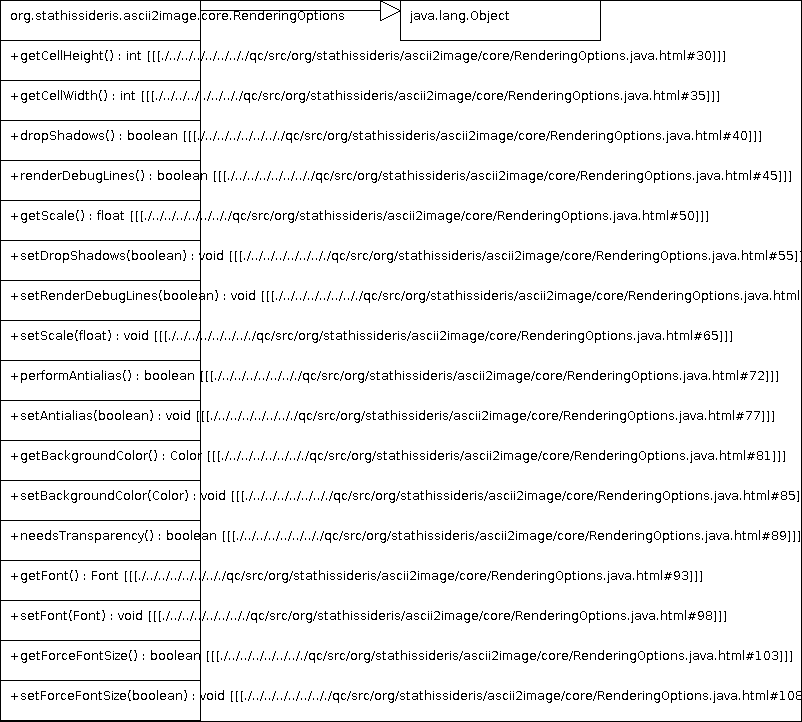 org.stathissideris.ascii2image.core.RenderingOptions
java.lang.Object
+getCellHeight() : int [[[./../../../../../../qc/src/org/stathissideris/ascii2image/core/RenderingOptions.java.html#30]]]
+getCellWidth() : int [[[./../../../../../../qc/src/org/stathissideris/ascii2image/core/RenderingOptions.java.html#35]]]
+dropShadows() : boolean [[[./../../../../../../qc/src/org/stathissideris/ascii2image/core/RenderingOptions.java.html#40]]]
+renderDebugLines() : boolean [[[./../../../../../../qc/src/org/stathissideris/ascii2image/core/RenderingOptions.java.html#45]]]
+getScale() : float [[[./../../../../../../qc/src/org/stathissideris/ascii2image/core/RenderingOptions.java.html#50]]]
+setDropShadows(boolean) : void [[[./../../../../../../qc/src/org/stathissideris/ascii2image/core/RenderingOptions.java.html#55]]
+setRenderDebugLines(boolean) : void [[[./../../../../../../qc/src/org/stathissideris/ascii2image/core/RenderingOptions.java.html
+setScale(float) : void [[[./../../../../../../qc/src/org/stathissideris/ascii2image/core/RenderingOptions.java.html#65]]]
+performAntialias() : boolean [[[./../../../../../../qc/src/org/stathissideris/ascii2image/core/RenderingOptions.java.html#72]]]
+setAntialias(boolean) : void [[[./../../../../../../qc/src/org/stathissideris/ascii2image/core/RenderingOptions.java.html#77]]]
+getBackgroundColor() : Color [[[./../../../../../../qc/src/org/stathissideris/ascii2image/core/RenderingOptions.java.html#81]]]
+setBackgroundColor(Color) : void [[[./../../../../../../qc/src/org/stathissideris/ascii2image/core/RenderingOptions.java.html#85]
+needsTransparency() : boolean [[[./../../../../../../qc/src/org/stathissideris/ascii2image/core/RenderingOptions.java.html#89]]]
+getFont() : Font [[[./../../../../../../qc/src/org/stathissideris/ascii2image/core/RenderingOptions.java.html#93]]]
+setFont(Font) : void [[[./../../../../../../qc/src/org/stathissideris/ascii2image/core/RenderingOptions.java.html#98]]]
+getForceFontSize() : boolean [[[./../../../../../../qc/src/org/stathissideris/ascii2image/core/RenderingOptions.java.html#103]]]
+setForceFontSize(boolean) : void [[[./../../../../../../qc/src/org/stathissideris/ascii2image/core/RenderingOptions.java.html#108